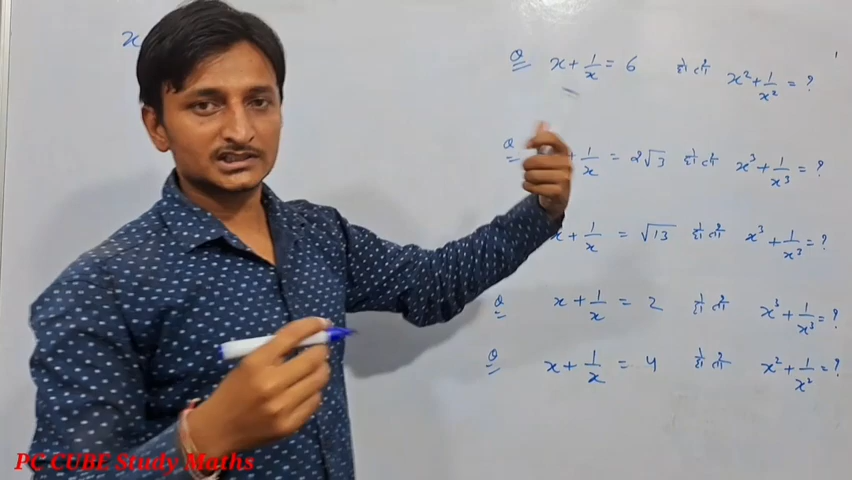 x
Q x + 1/x = 6 हो तो x² + 1/x² = ?
Q + 1/x = 2√3 हो तो x³ + 1/x³ = ?
x + 1/x = √13 हो तो x³ + 1/x³ = ?
Q x + 1/x = 2 हो तो x³ + 1/x³ = ?
Q x + 1/x = 4 हो तो x² + 1/x² = ?
PC CUBE Study Maths